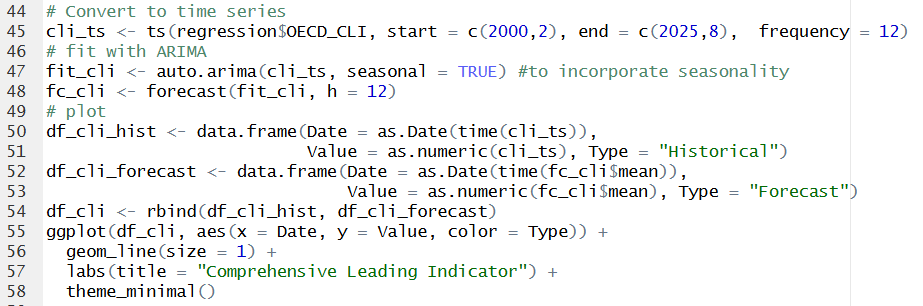 44 # Convert to time series
45 cli_ts <- ts(regression$OECD_CLI, start = c(2000,2), end = c(2025,8),  frequency = 12)
46 # fit with ARIMA
47 fit_cli <- auto.arima(cli_ts, seasonal = TRUE) #to incorporate seasonality
48 fc_cli <- forecast(fit_cli, h = 12)
49 # plot
50 df_cli_hist <- data.frame(Date = as.Date(time(cli_ts)),
51                           Value = as.numeric(cli_ts), Type = "Historical")
52 df_cli_forecast <- data.frame(Date = as.Date(time(fc_cli$mean)),
53                               Value = as.numeric(fc_cli$mean), Type = "Forecast")
54 df_cli <- rbind(df_cli_hist, df_cli_forecast)
55 ggplot(df_cli, aes(x = Date, y = Value, color = Type)) +
56   geom_line(size = 1) +
57   labs(title = "Comprehensive Leading Indicator") +
58   theme_minimal()